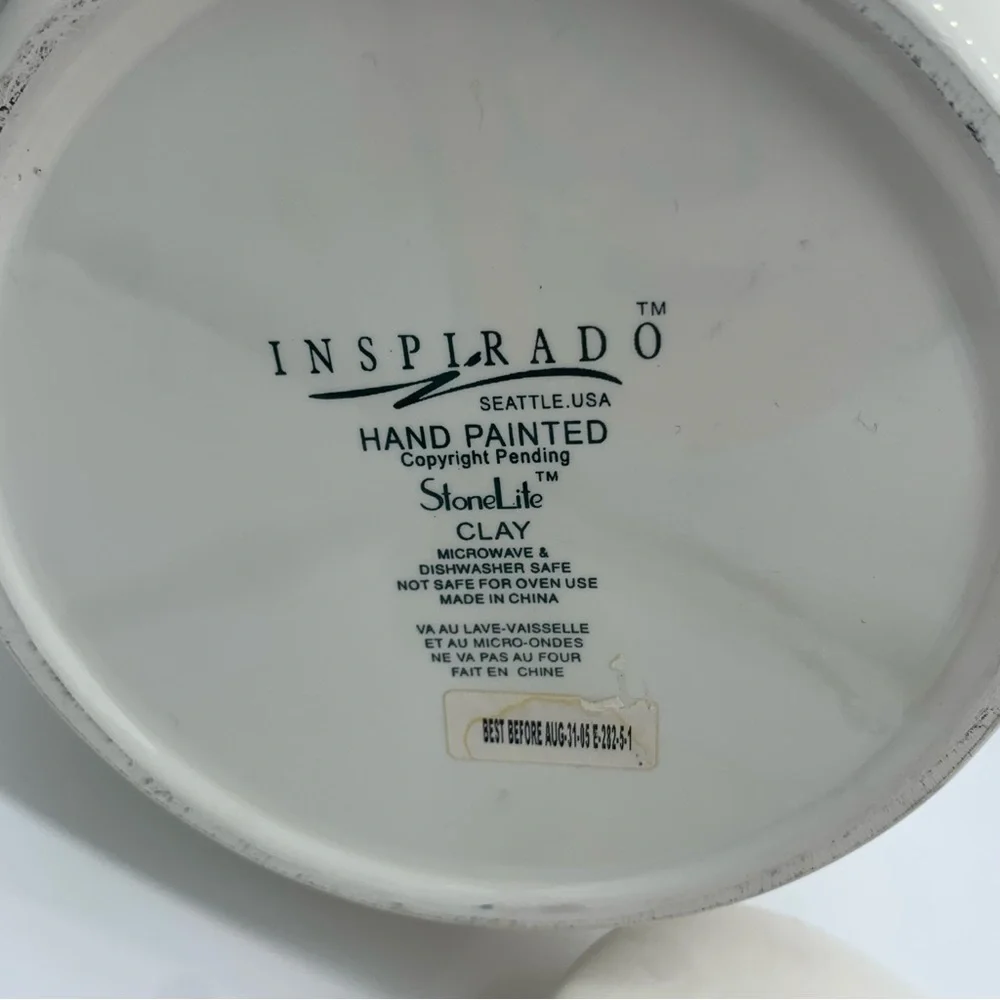 INSPIRADO™
SEATTLE.USA
HAND PAINTED
Copyright Pending
StoneLite™
CLAY
MICROWAVE &
DISHWASHER SAFE
NOT SAFE FOR OVEN USE
MADE IN CHINA
VA AU LAVE-VAISSELLE
ET AU MICRO-ONDES
NE VA PAS AU FOUR
FAIT EN CHINE
BEST BEFORE AUG-31-05 E-282-5-1